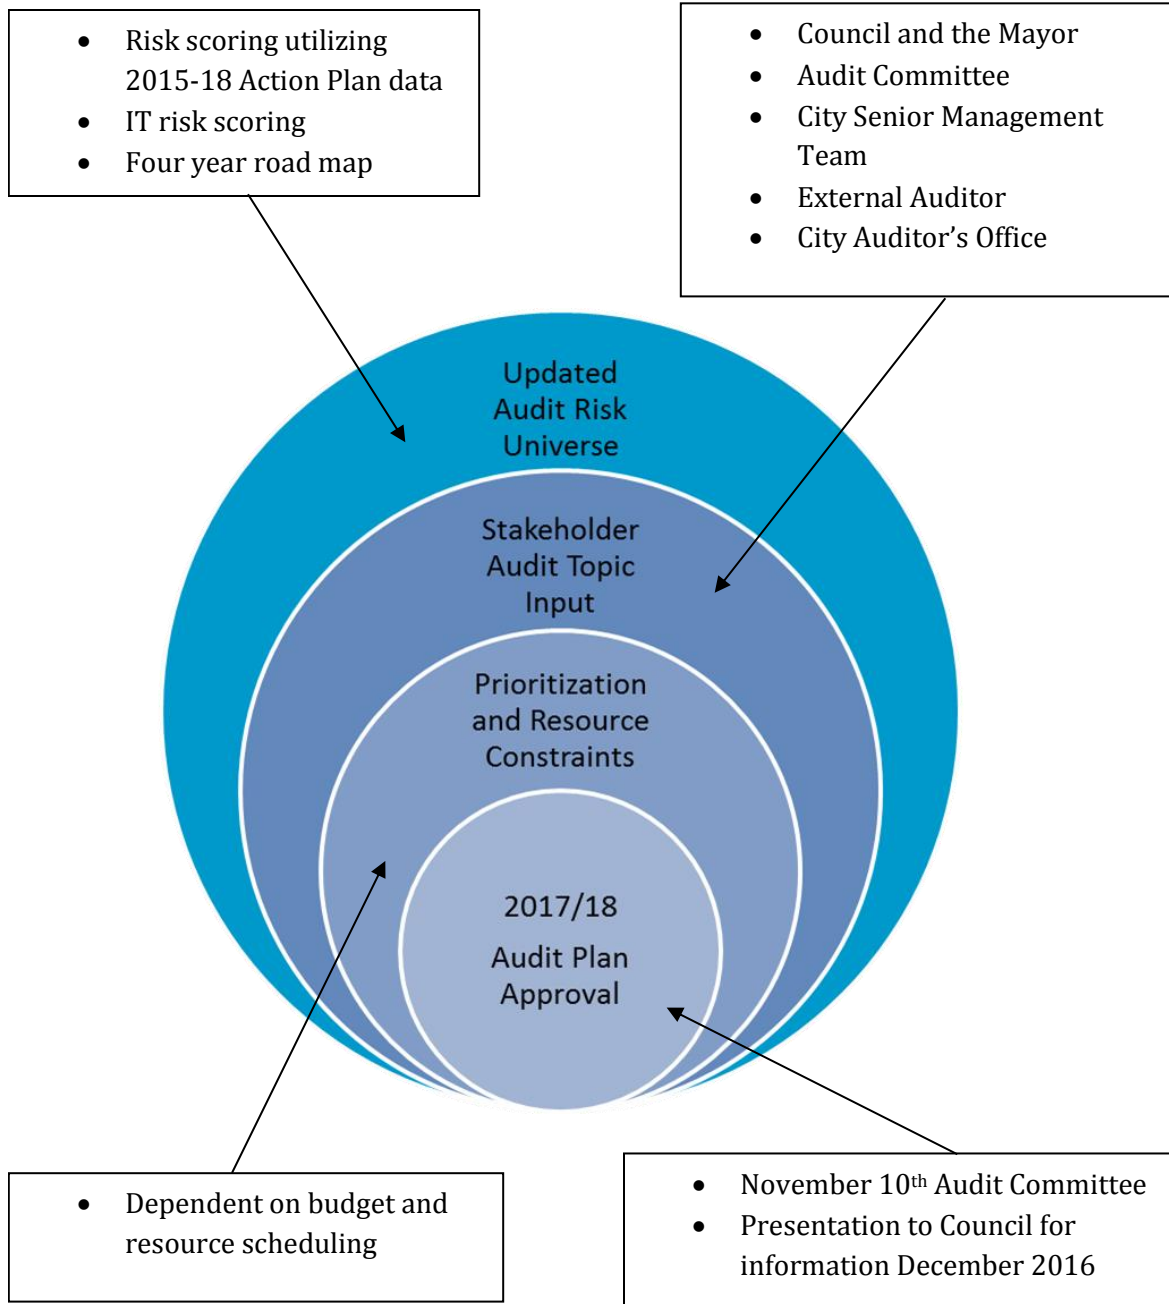 • Risk scoring utilizing
2015-18 Action Plan data
• IT risk scoring
• Four year road map
• Council and the Mayor
• Audit Committee
• City Senior Management
Team
• External Auditor
• City Auditor’s Office
Updated
Audit Risk
Universe
Stakeholder
Audit Topic
Input
Prioritization
and Resource
Constraints
2017/18
Audit Plan
Approval
• Dependent on budget and
resource scheduling
• November 10th Audit Committee
• Presentation to Council for
information December 2016